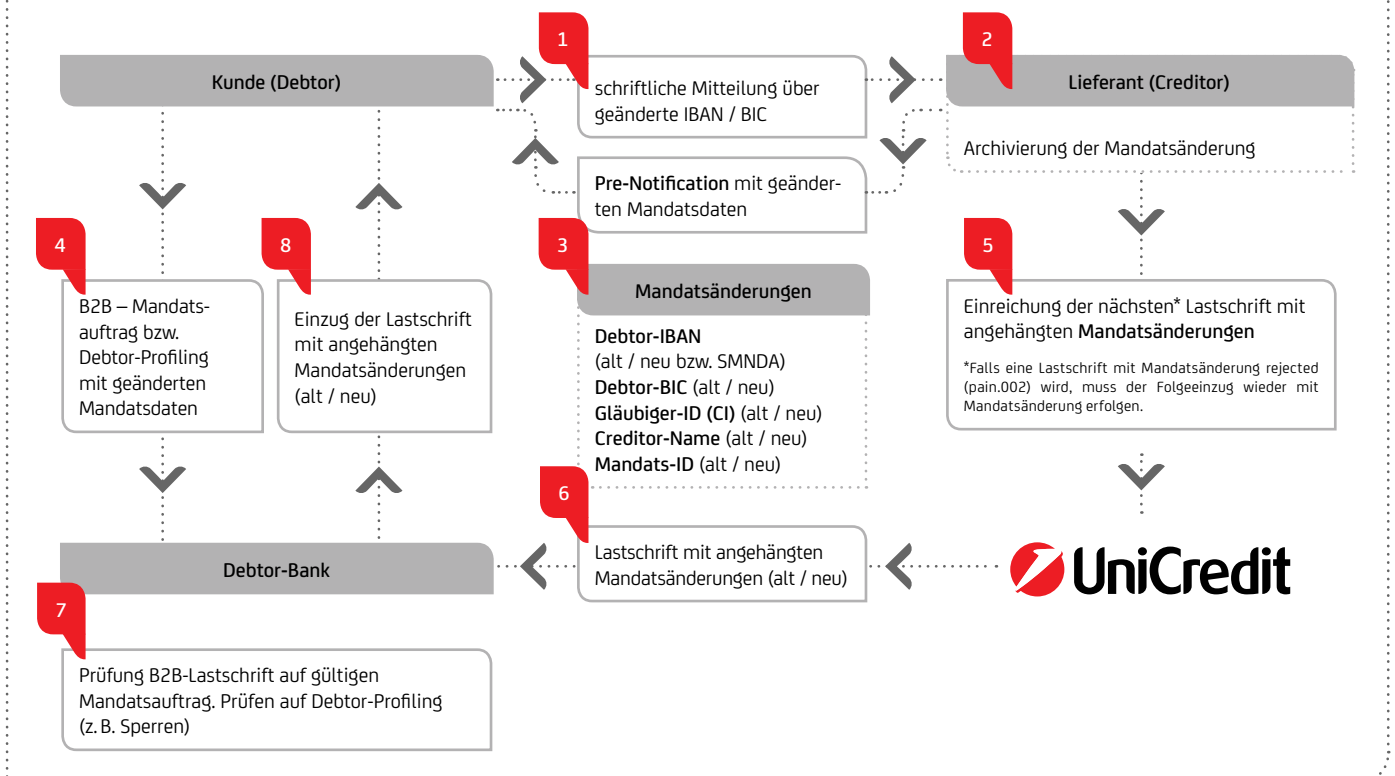 1
2
Kunde (Debtor)
schriftliche Mitteilung über
geänderte IBAN / BIC
Lieferant (Creditor)
Archivierung der Mandatsänderung
Pre-Notification mit geänder-
ten Mandatsdaten
4
8
3
5
B2B – Mandats-
auftrag bzw.
Debtor-Profiling
mit geänderten
Mandatsdaten
Einzug der Lastschrift
mit angehängten
Mandatsänderungen
(alt / neu)
Mandatsänderungen
Debtor-IBAN
(alt / neu bzw. SMNDA)
Debtor-BIC (alt / neu)
Gläubiger-ID (CI) (alt / neu)
Creditor-Name (alt / neu)
Mandats-ID (alt / neu)
Einreichung der nächsten* Lastschrift mit
angehängten Mandatsänderungen
*Falls eine Lastschrift mit Mandatsänderung rejected
(pain.002) wird, muss der Folgeeinzug wieder mit
Mandatsänderung erfolgen.
6
Debtor-Bank
Lastschrift mit angehängten
Mandatsänderungen (alt / neu)
UniCredit
7
Prüfung B2B-Lastschrift auf gültigen
Mandatsauftrag. Prüfen auf Debtor-Profiling
(z. B. Sperren)